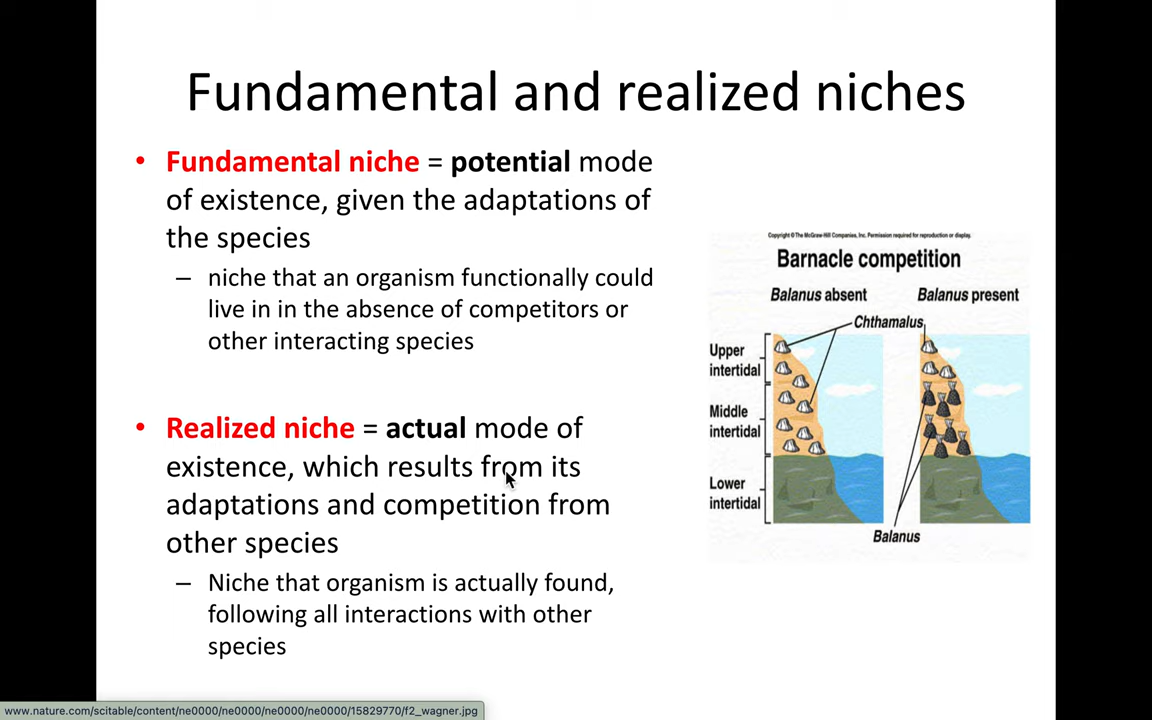 Fundamental and realized niches
• Fundamental niche = potential mode
of existence, given the adaptations of
the species
– niche that an organism functionally could
live in in the absence of competitors or
other interacting species
• Realized niche = actual mode of
existence, which results from its
adaptations and competition from
other species
– Niche that organism is actually found,
following all interactions with other
species
Copyright © The McGraw-Hill Companies, Inc. Permission required for reproduction or display.
Barnacle competition
Balanus absent
Balanus present
Chthamalus
Upper
intertidal
Middle
intertidal
Lower
intertidal
Balanus
www.nature.com/scitable/content/ne0000/ne0000/ne0000/ne0000/15829770/f2_wagner.jpg